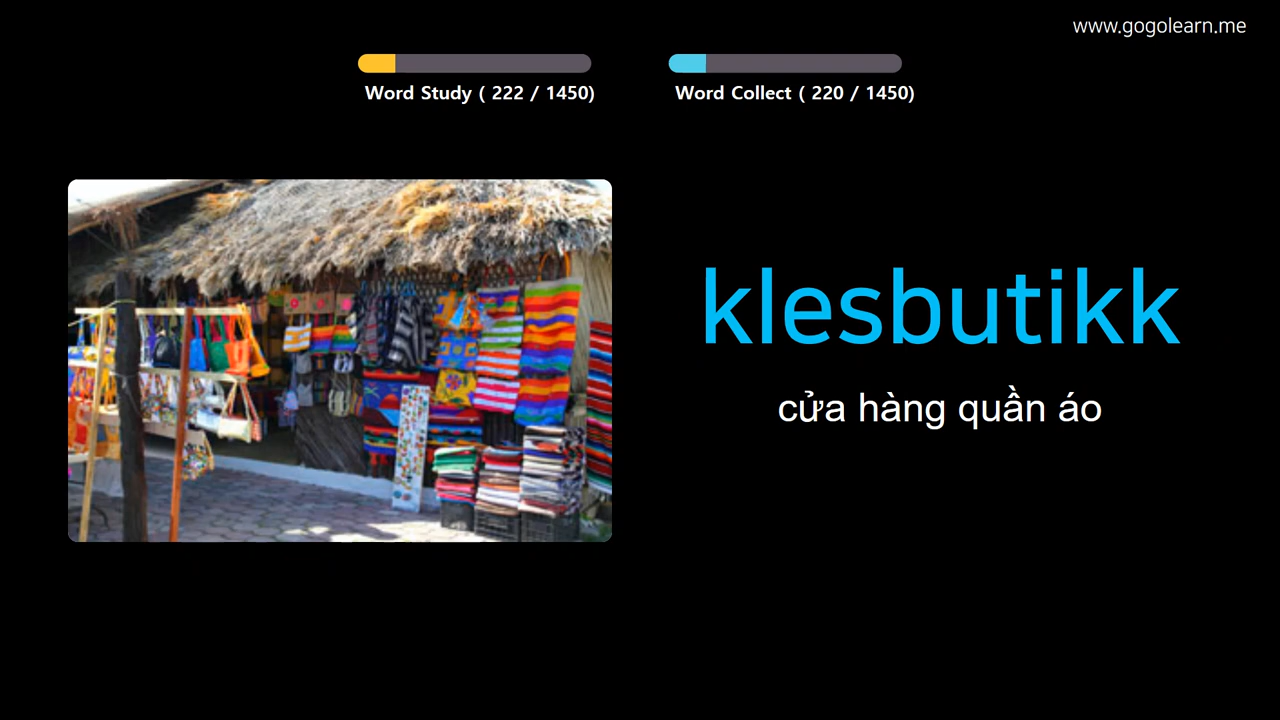 www.gogolearn.me
Word Study ( 222 / 1450)
Word Collect ( 220 / 1450)
klesbutikk
cửa hàng quần áo